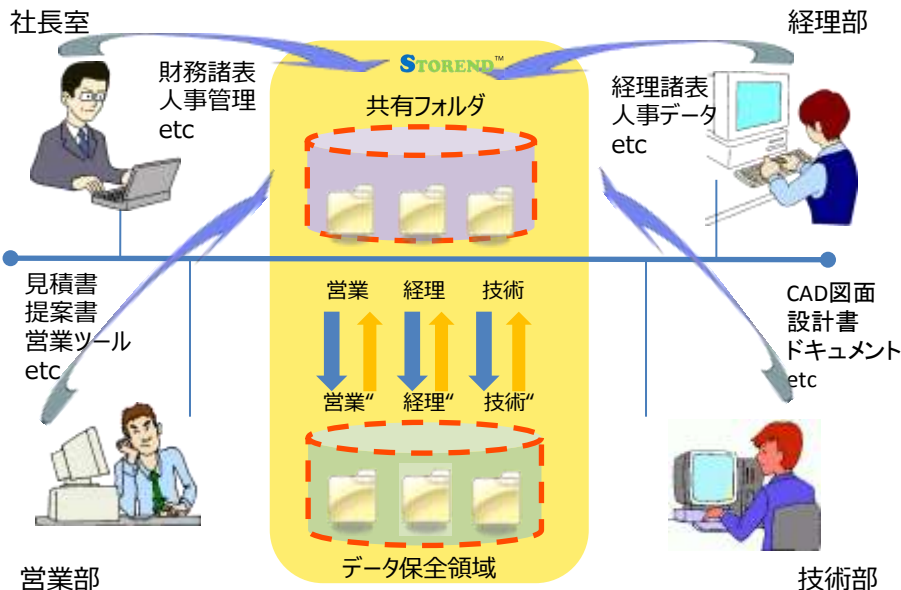 社長室
経理部
STOREND™
財務諸表
人事管理
etc
共有フォルダ
経理諸表
人事データ
etc
見積書
提案書
営業ツール
etc
営業 経理 技術
CAD図面
設計書
ドキュメント
etc
営業“ 経理“ 技術“
データ保全領域
営業部
技術部